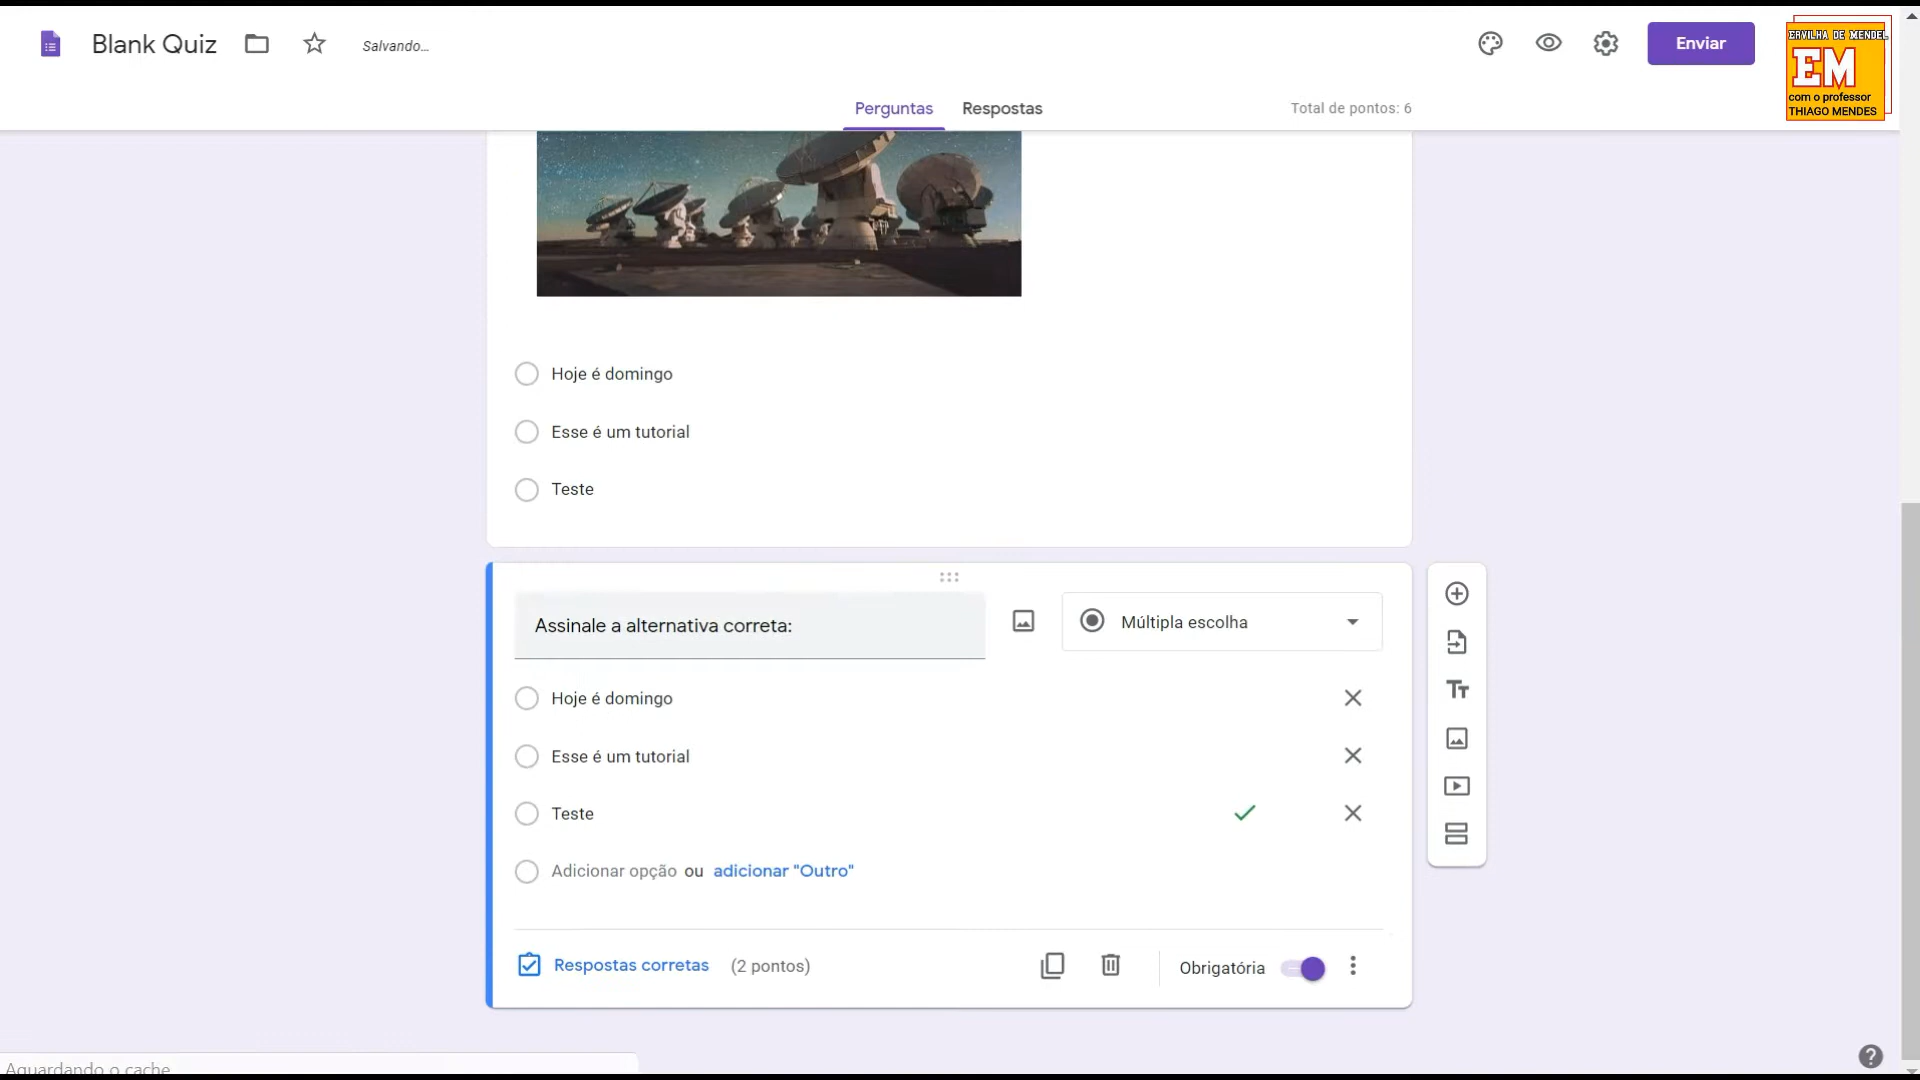 Blank Quiz
Salvando...
Enviar
ERVILHA DE MENDEL
EM
com o professor
THIAGO MENDES
Perguntas
Respostas
Total de pontos: 6
Hoje é domingo
Esse é um tutorial
Teste
Assinale a alternativa correta:
Múltipla escolha
Hoje é domingo
Esse é um tutorial
Teste
Adicionar opção ou adicionar "Outro"
Respostas corretas (2 pontos)
Obrigatória
Aguardando o cache